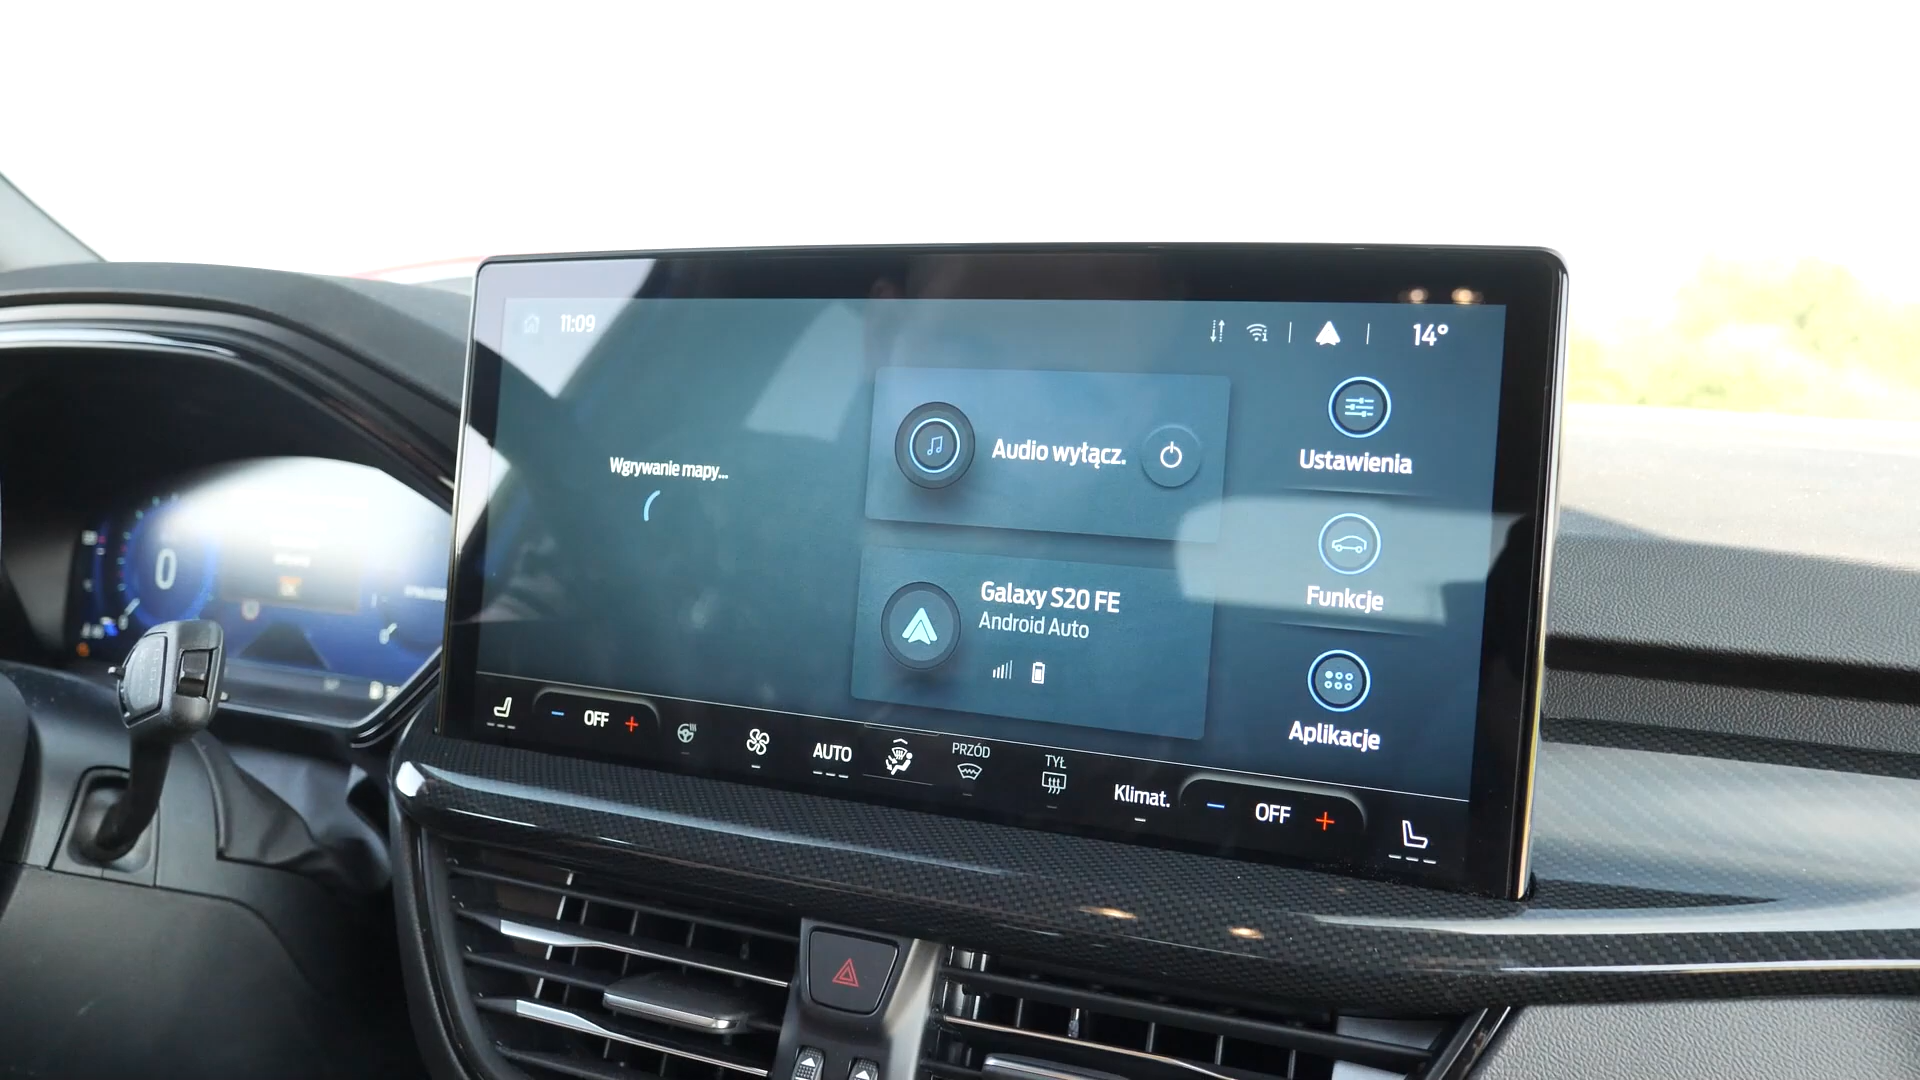 11:09
14°
Wgrywanie mapy...
Audio wyłącz.
Ustawienia
Funkcje
Galaxy S20 FE
Android Auto
Aplikacje
OFF
AUTO
PRZÓD
TYŁ
Klimat.
OFF
0